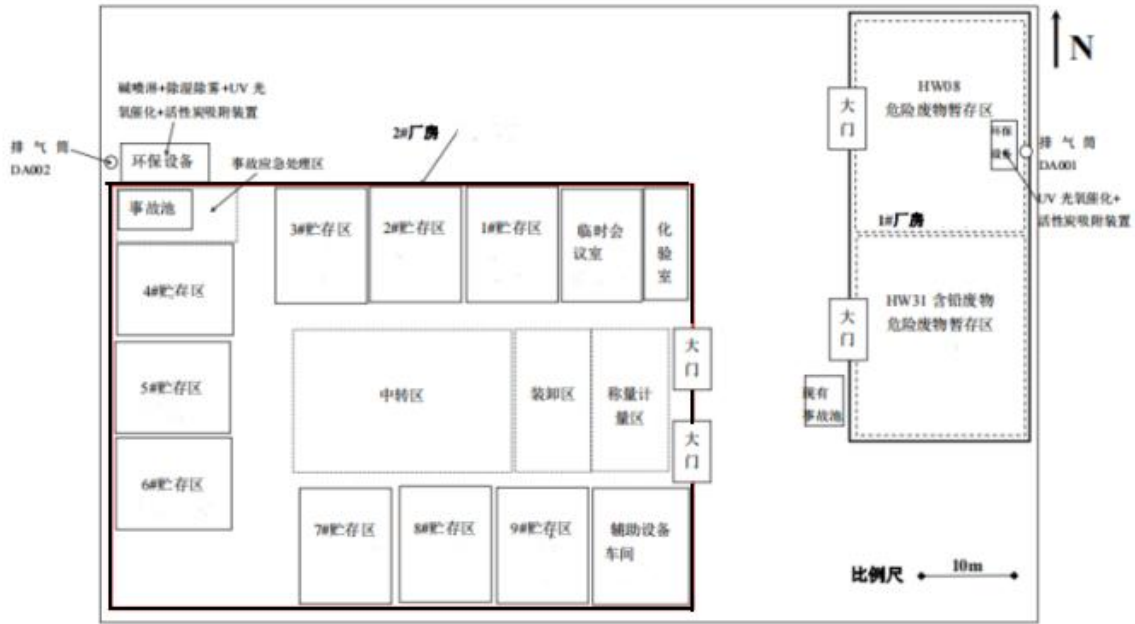 N
碱喷淋+除湿除雾+UV 光
氧催化+活性炭吸附装置
排 气 筒
DA002
环保设备
事故应急处理区
2#厂房
事故池
3#贮存区
2#贮存区
1#贮存区
临时会
议室
化
验
室
4#贮存区
5#贮存区
6#贮存区
中转区
装卸区
称量计
量区
大
门
大
门
7#贮存区
8#贮存区
9#贮存区
辅助设备
车间
HW08
危险废物暂存区
大
门
环保
设备
排 气 筒
DA001
UV 光氧催化+
活性炭吸附装置
1#厂房
HW31 含铅废物
危险废物暂存区
大
门
现有
事故池
比例尺
10m